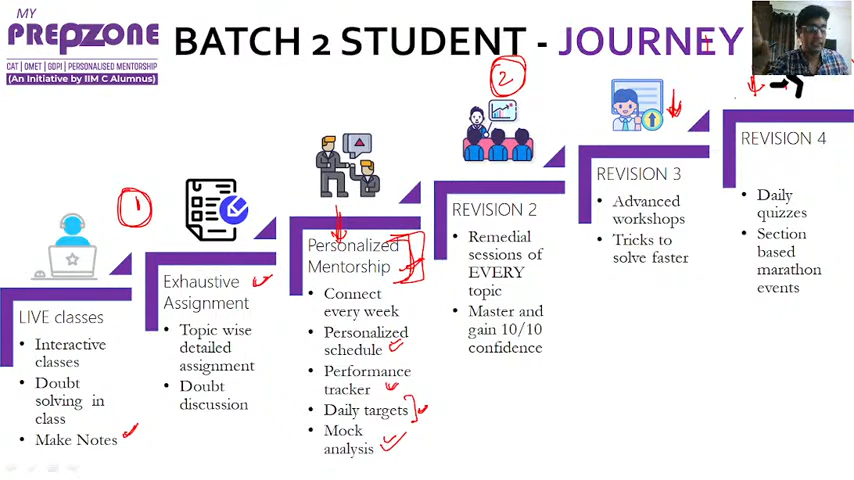 MY
PREPZONE
CAT | OMET | GDPI | PERSONALISED MENTORSHIP
(An Initiative by IIM C Alumnus)
BATCH 2 STUDENT - JOURNEY
1
2
LIVE classes
• Interactive
classes
• Doubt
solving in
class
• Make Notes
Exhaustive
Assignment
• Topic wise
detailed
assignment
• Doubt
discussion
Personalized
Mentorship
• Connect
every week
• Personalized
schedule
• Performance
tracker
• Daily targets
• Mock
analysis
REVISION 2
• Remedial
sessions of
EVERY
topic
• Master and
gain 10/10
confidence
REVISION 3
• Advanced
workshops
• Tricks to
solve faster
REVISION 4
• Daily
quizzes
• Section
based
marathon
events